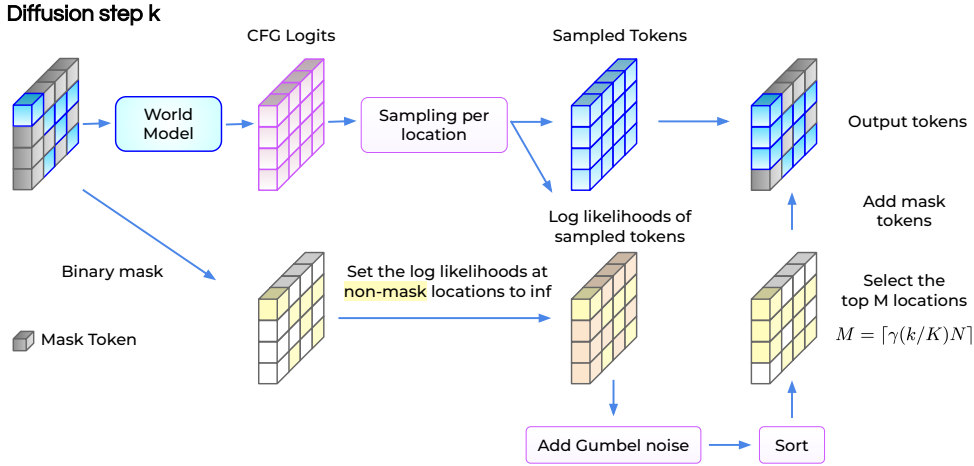 Diffusion step k
CFG Logits
Sampled Tokens
World
Model
Sampling per
location
Output tokens
Log likelihoods of
sampled tokens
Add mask
tokens
Binary mask
Set the log likelihoods at
non-mask locations to inf
Select the
top M locations
M = ⌈γ(k/K)N⌉
Mask Token
Add Gumbel noise
Sort